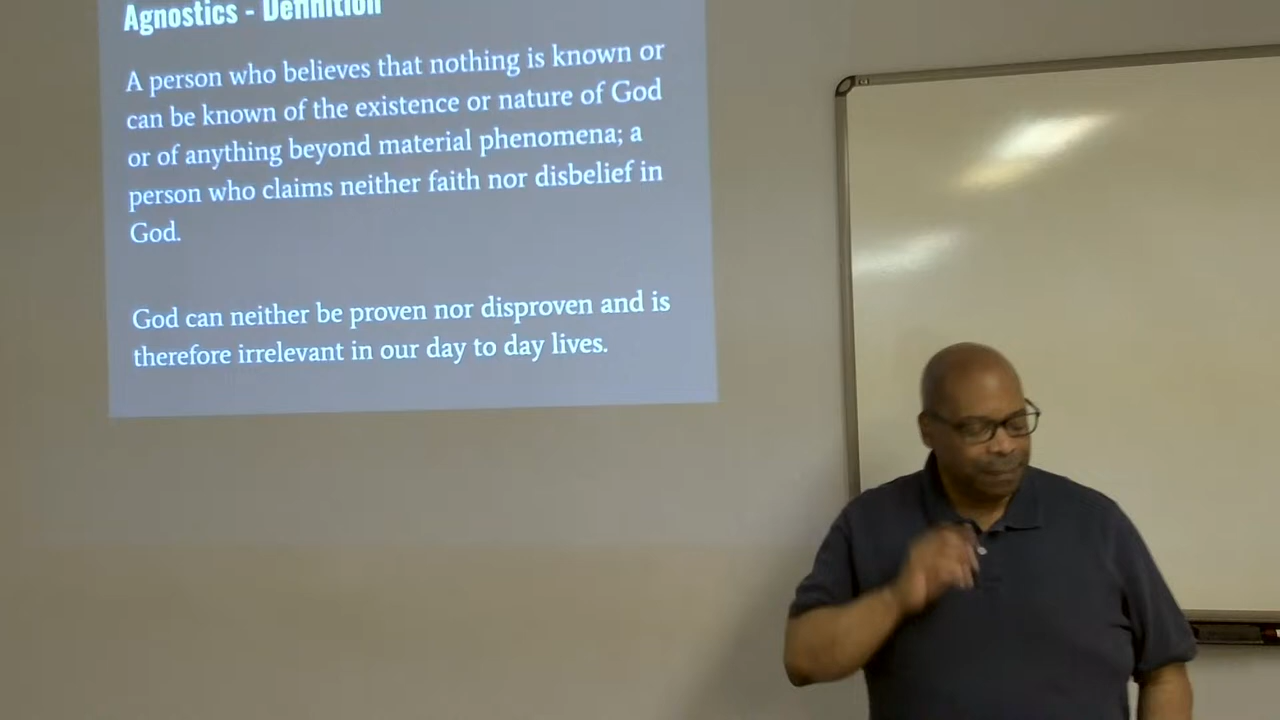 Agnostics - Definition
A person who believes that nothing is known or
can be known of the existence or nature of God
or of anything beyond material phenomena; a
person who claims neither faith nor disbelief in
God.
God can neither be proven nor disproven and is
therefore irrelevant in our day to day lives.